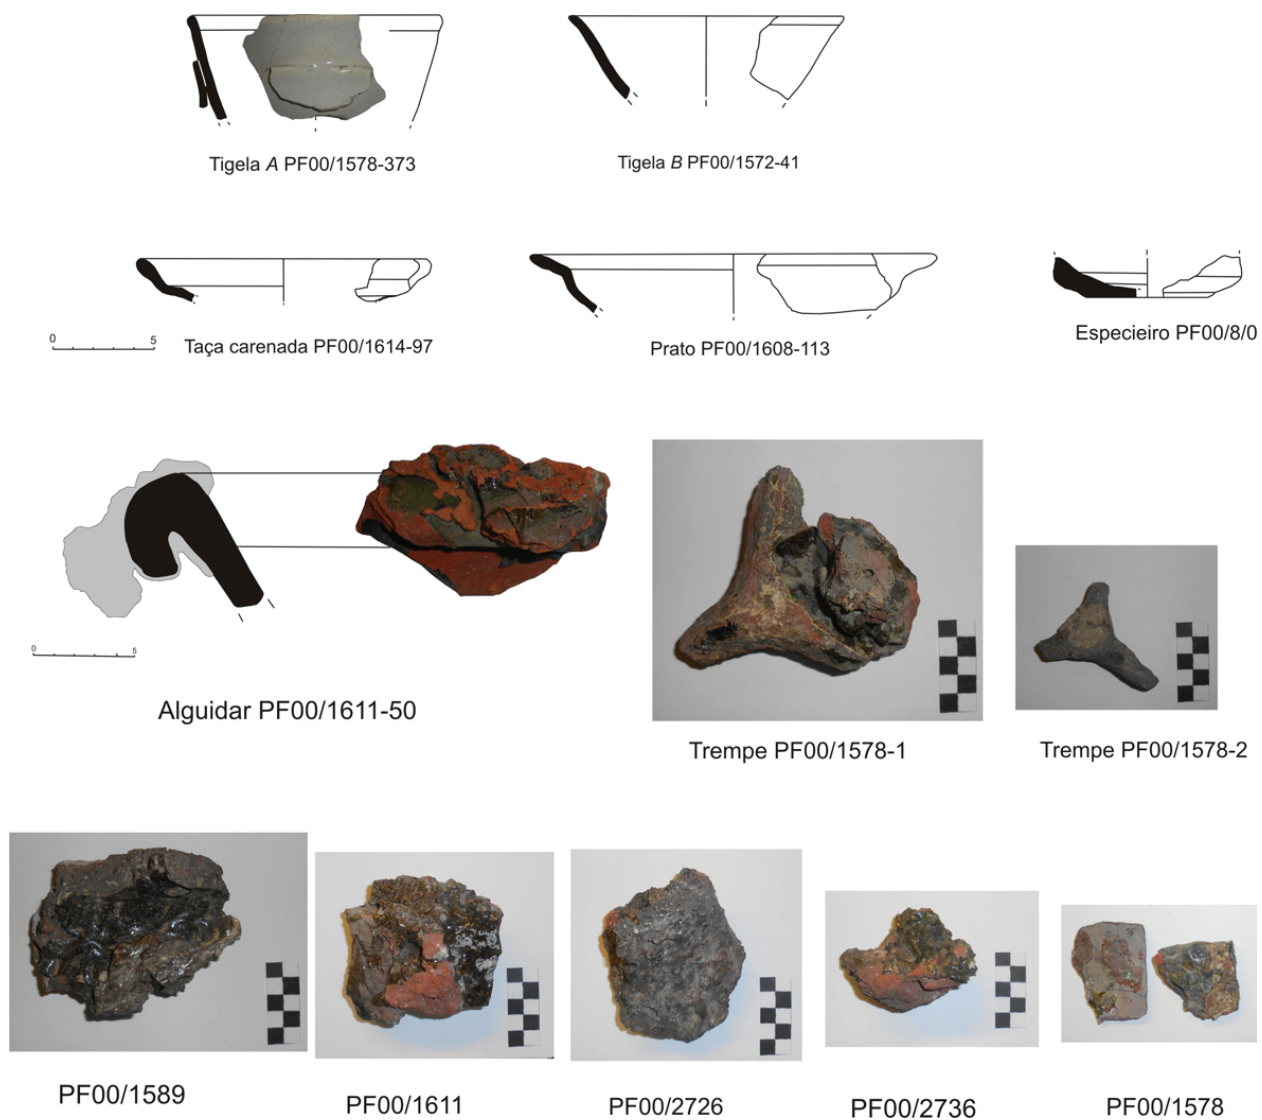 Tigela A PF00/1578-373
Tigela B PF00/1572-41
0 5
Taça carenada PF00/1614-97
Prato PF00/1608-113
Especieiro PF00/8/0
0 5
Alguidar PF00/1611-50
Trempe PF00/1578-1
Trempe PF00/1578-2
PF00/1589
PF00/1611
PF00/2726
PF00/2736
PF00/1578